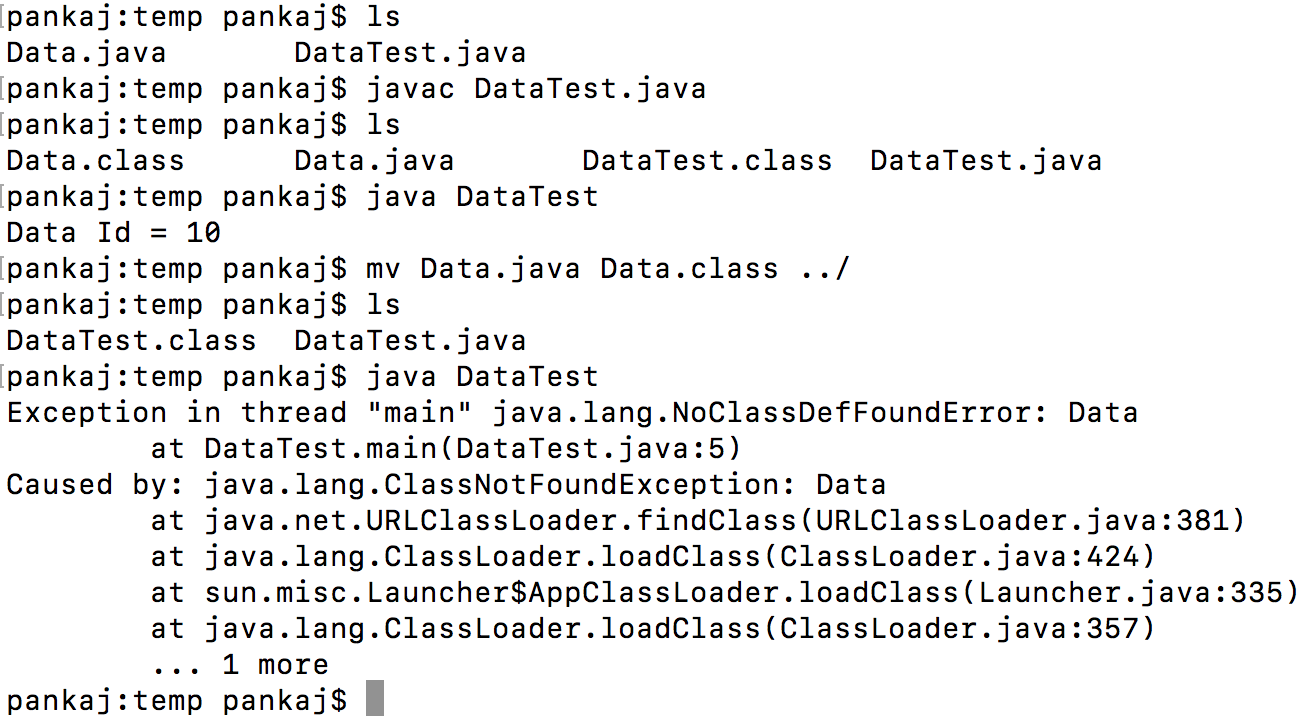 [pankaj:temp pankaj$ ls
Data.java       DataTest.java
[pankaj:temp pankaj$ javac DataTest.java
[pankaj:temp pankaj$ ls
Data.class      Data.java       DataTest.class  DataTest.java
[pankaj:temp pankaj$ java DataTest
Data Id = 10
[pankaj:temp pankaj$ mv Data.java Data.class ../
[pankaj:temp pankaj$ ls
DataTest.class  DataTest.java
[pankaj:temp pankaj$ java DataTest
Exception in thread "main" java.lang.NoClassDefFoundError: Data
        at DataTest.main(DataTest.java:5)
Caused by: java.lang.ClassNotFoundException: Data
        at java.net.URLClassLoader.findClass(URLClassLoader.java:381)
        at java.lang.ClassLoader.loadClass(ClassLoader.java:424)
        at sun.misc.Launcher$AppClassLoader.loadClass(Launcher.java:335)
        at java.lang.ClassLoader.loadClass(ClassLoader.java:357)
        ... 1 more
pankaj:temp pankaj$